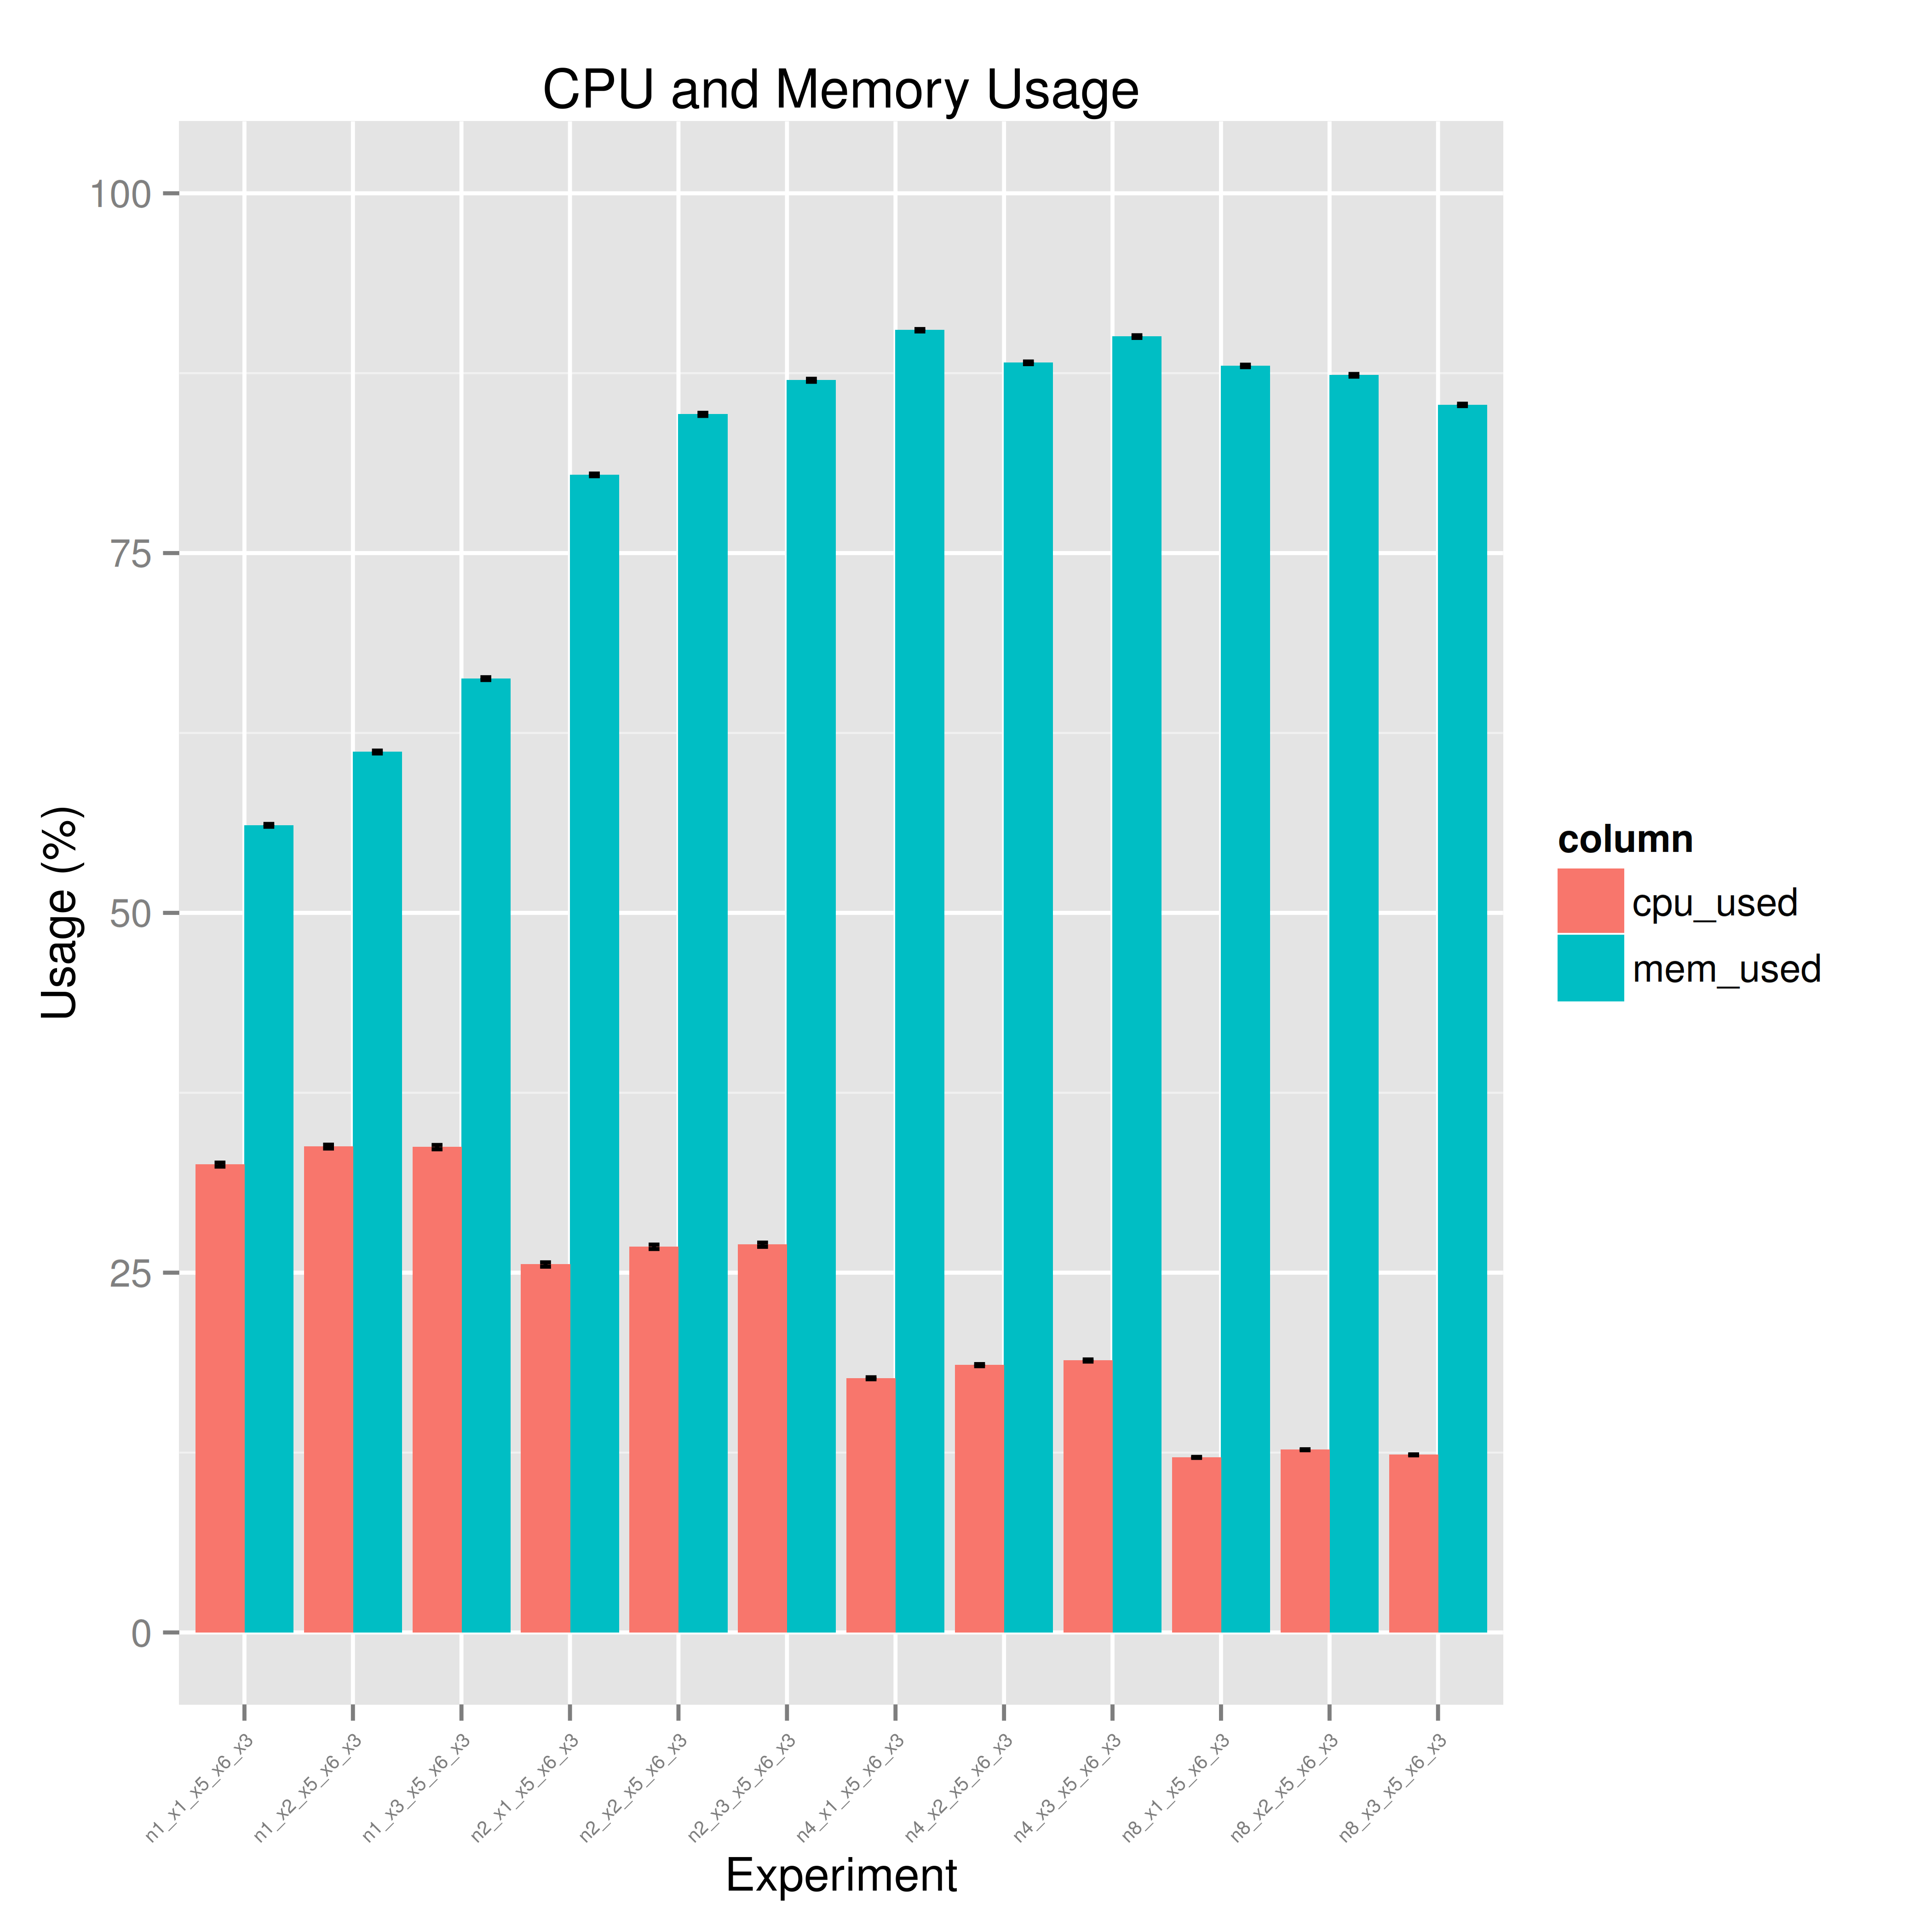 CPU and Memory Usage
100
75
50
25
0
Usage (%)
n1_x1_x5_x6_x3
n1_x2_x5_x6_x3
n1_x3_x5_x6_x3
n2_x1_x5_x6_x3
n2_x2_x5_x6_x3
n2_x3_x5_x6_x3
n4_x1_x5_x6_x3
n4_x2_x5_x6_x3
n4_x3_x5_x6_x3
n8_x1_x5_x6_x3
n8_x2_x5_x6_x3
n8_x3_x5_x6_x3
Experiment
column
cpu_used
mem_used